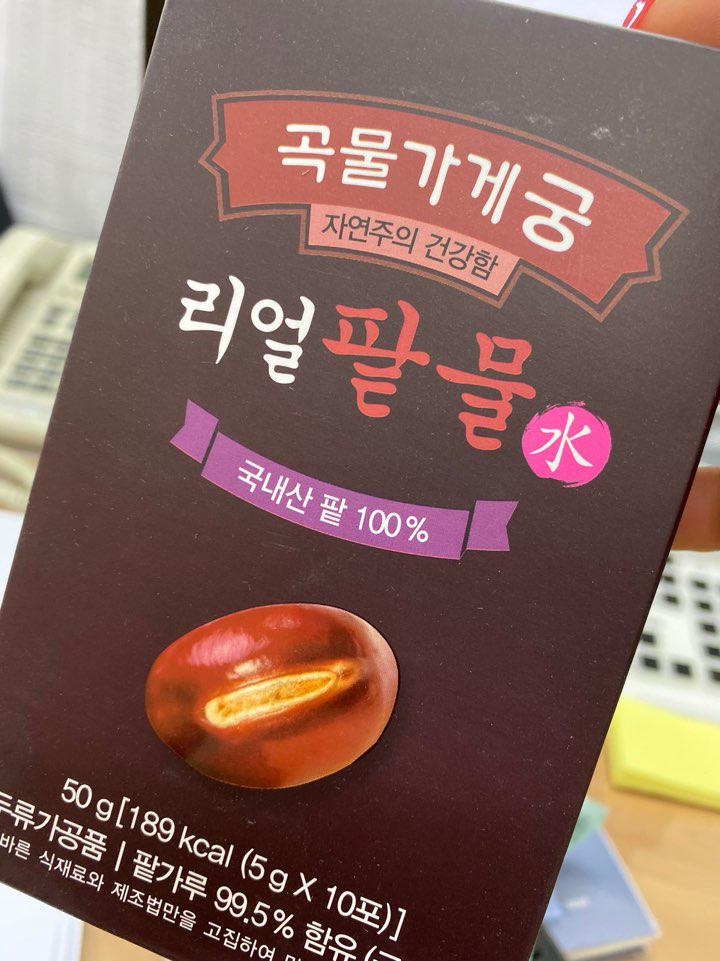 곡물가게궁
자연주의 건강함
리얼 팥물 水
국내산 팥 100%
50 g [189 kcal (5 g X 10포)]
두류가공품 | 팥가루 99.5% 함유
바른 식재료와 제조법만을 고집하여